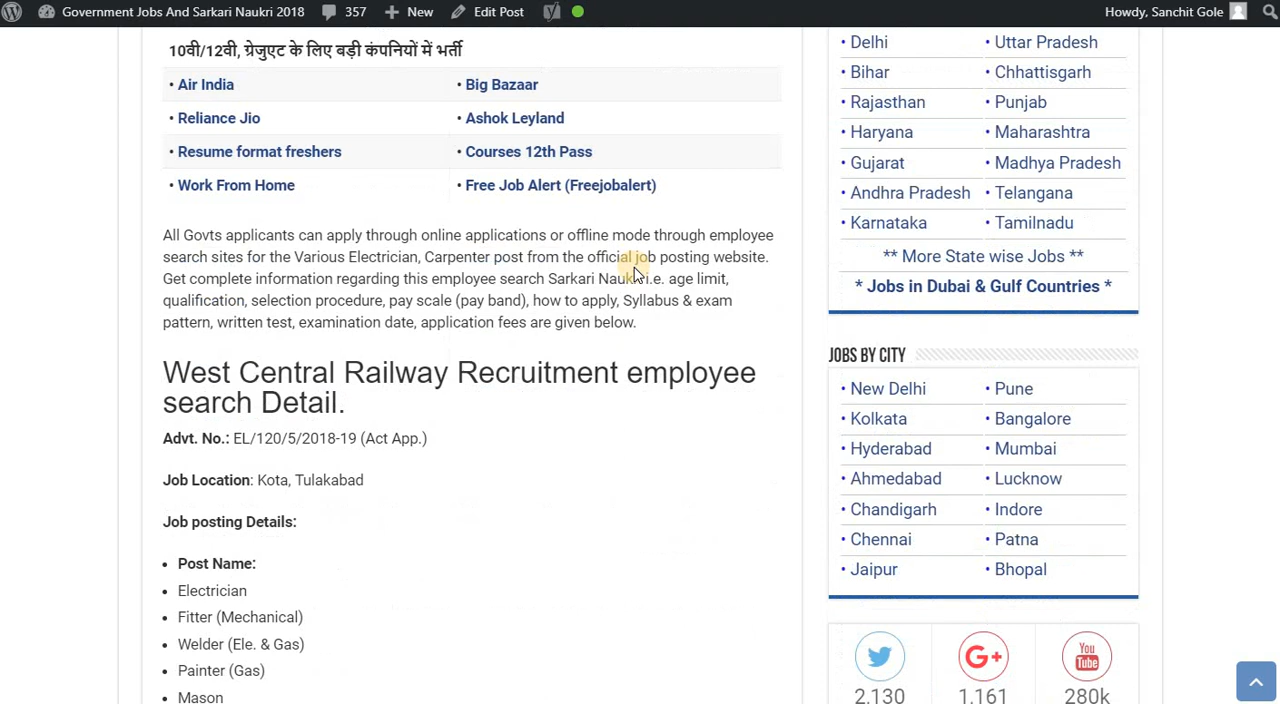 Government Jobs And Sarkari Naukri 2018 357 New Edit Post Howdy, Sanchit Gole
10वी/12वी, ग्रेजुएट के लिए बड़ी कंपनियों में भर्ती
• Air India • Big Bazaar
• Reliance Jio • Ashok Leyland
• Resume format freshers • Courses 12th Pass
• Work From Home • Free Job Alert (Freejobalert)
All Govts applicants can apply through online applications or offline mode through employee
search sites for the Various Electrician, Carpenter post from the official job posting website.
Get complete information regarding this employee search Sarkari Naukri i.e. age limit,
qualification, selection procedure, pay scale (pay band), how to apply, Syllabus & exam
pattern, written test, examination date, application fees are given below.
West Central Railway Recruitment employee
search Detail.
Advt. No.: EL/120/5/2018-19 (Act App.)
Job Location: Kota, Tulakabad
Job posting Details:
• Post Name:
• Electrician
• Fitter (Mechanical)
• Welder (Ele. & Gas)
• Painter (Gas)
• Mason
• Delhi • Uttar Pradesh
• Bihar • Chhattisgarh
• Rajasthan • Punjab
• Haryana • Maharashtra
• Gujarat • Madhya Pradesh
• Andhra Pradesh • Telangana
• Karnataka • Tamilnadu
** More State wise Jobs **
* Jobs in Dubai & Gulf Countries *
JOBS BY CITY
• New Delhi • Pune
• Kolkata • Bangalore
• Hyderabad • Mumbai
• Ahmedabad • Lucknow
• Chandigarh • Indore
• Chennai • Patna
• Jaipur • Bhopal
G+ You Tube
2,130 1,161 280k